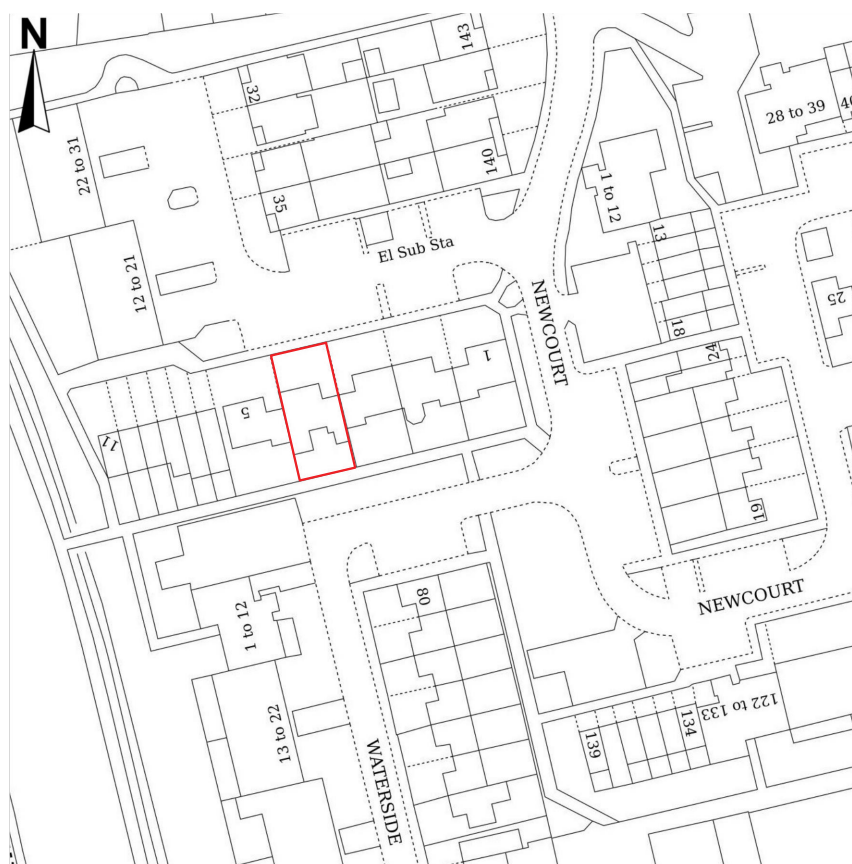 N
143
32
28 to 39
40
22 to 31
140
1 to 12
35
13
El Sub Sta
12 to 21
25
NEWCOURT
18
24
1
5
11
19
80
NEWCOURT
1 to 12
13 to 22
122 to 133
134
139
WATERSIDE